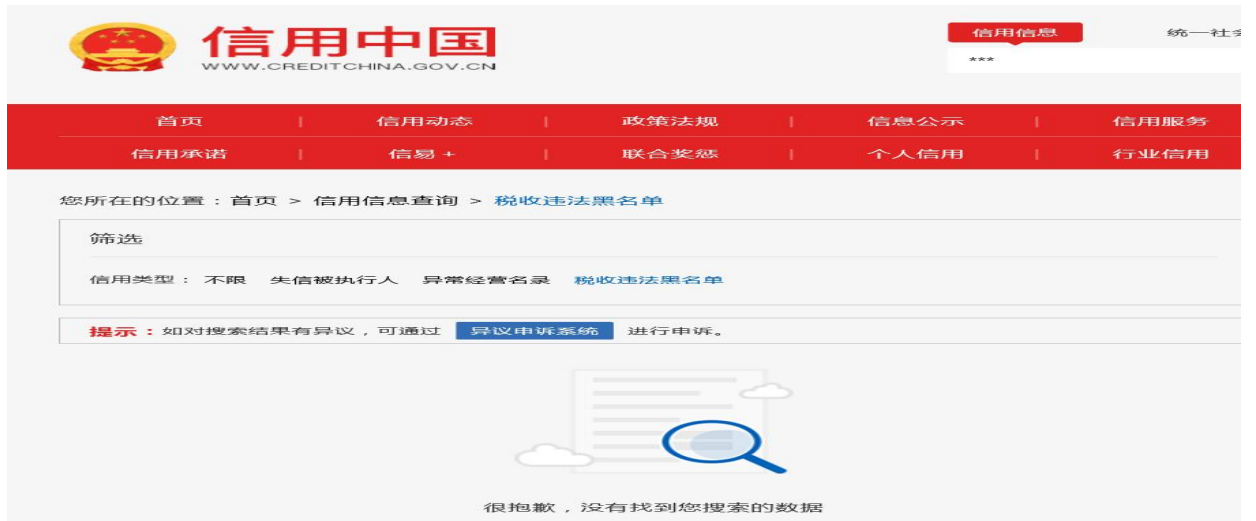 信用中国
WWW.CREDITCHINA.GOV.CN
信用信息 统一社
***
首页 | 信用动态 | 政策法规 | 信息公示 | 信用服务
信用承诺 | 信易+ | 联合奖惩 | 个人信用 | 行业信用
您所在的位置：首页 > 信用信息查询 > 税收违法黑名单
筛选
信用类型： 不限 失信被执行人 异常经营名录 税收违法黑名单
提示：如对搜索结果有异议，可通过 异议申诉系统 进行申诉。
很抱歉，没有找到您搜索的数据